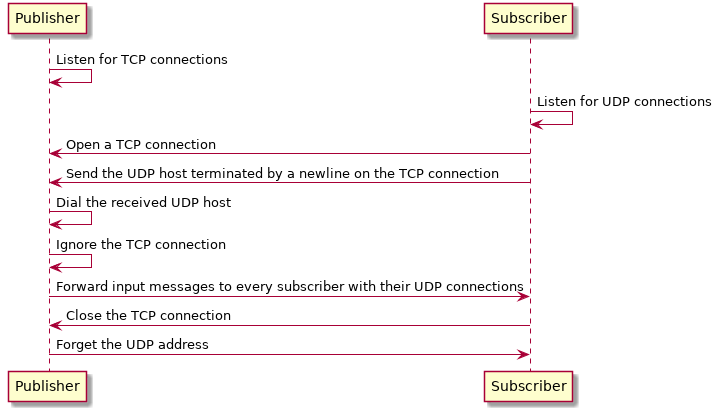 Publisher
Subscriber
Listen for TCP connections
Listen for UDP connections
Open a TCP connection
Send the UDP host terminated by a newline on the TCP connection
Dial the received UDP host
Ignore the TCP connection
Forward input messages to every subscriber with their UDP connections
Close the TCP connection
Forget the UDP address
Publisher
Subscriber